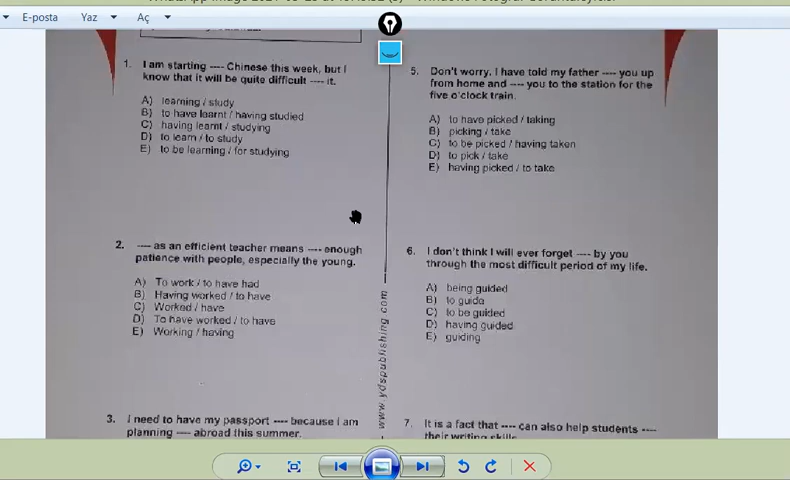 E-posta
Yaz
Aç
1. I am starting ---- Chinese this week, but I
know that it will be quite difficult ---- it.
A) learning / study
B) to have learnt / having studied
C) having learnt / studying
D) to learn / to study
E) to be learning / for studying
2. ---- as an efficient teacher means ---- enough
patience with people, especially the young.
A) To work / to have had
B) Having worked / to have
C) Worked / have
D) To have worked / to have
E) Working / having
3. I need to have my passport ---- because I am
planning ---- abroad this summer.
www.ydspublishing.com
5. Don't worry, I have told my father ---- you up
from home and ---- you to the station for the
five o'clock train.
A) to have picked / taking
B) picking / take
C) to be picked / having taken
D) to pick / take
E) having picked / to take
6. I don't think I will ever forget ---- by you
through the most difficult period of my life.
A) being guided
B) to guide
C) to be guided
D) having guided
E) guiding
7. It is a fact that ---- can also help students ----
their writing skills